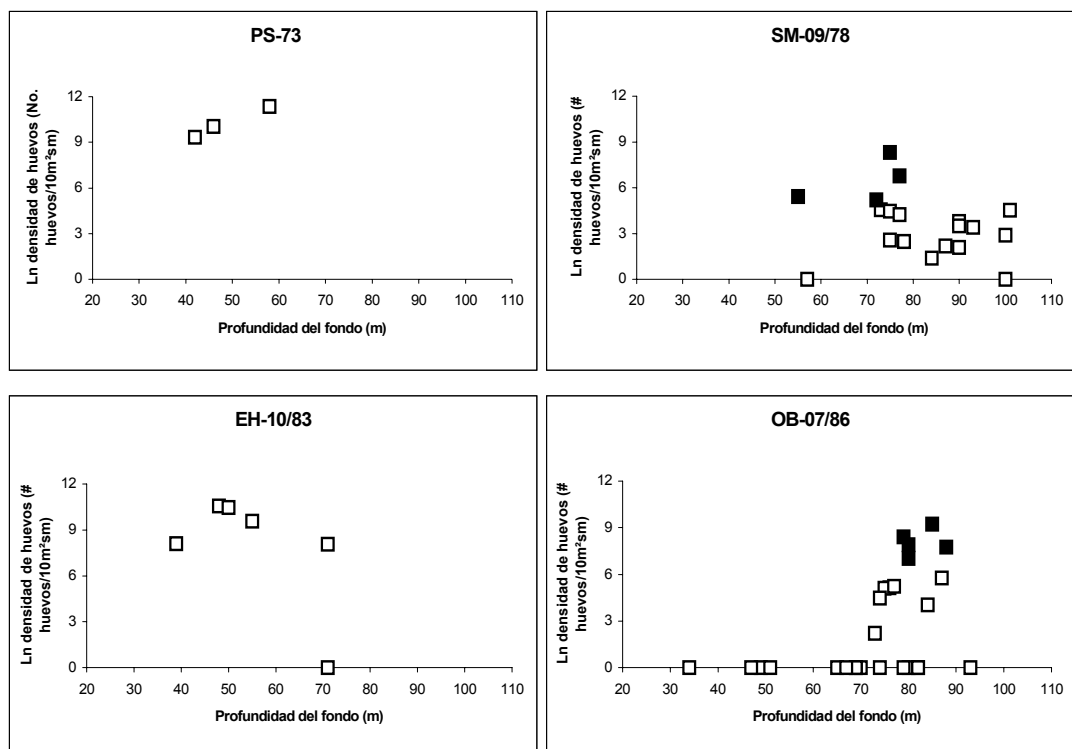 PS-73
Ln densidad de huevos (No.
huevos/10m²sm)
12
9
6
3
0
20 30 40 50 60 70 80 90 100 110
Profundidad del fondo (m)
SM-09/78
Ln densidad de huevos (#
huevos/10m²sm)
12
9
6
3
0
20 30 40 50 60 70 80 90 100 110
Profundidad del fondo (m)
EH-10/83
Ln densidad de huevos (#
huevos/10m²sm)
12
9
6
3
0
20 30 40 50 60 70 80 90 100 110
Profundidad del fondo (m)
OB-07/86
Ln densidad de huevos (#
huevos/10m²sm)
12
9
6
3
0
20 30 40 50 60 70 80 90 100 110
Profundidad del fondo (m)